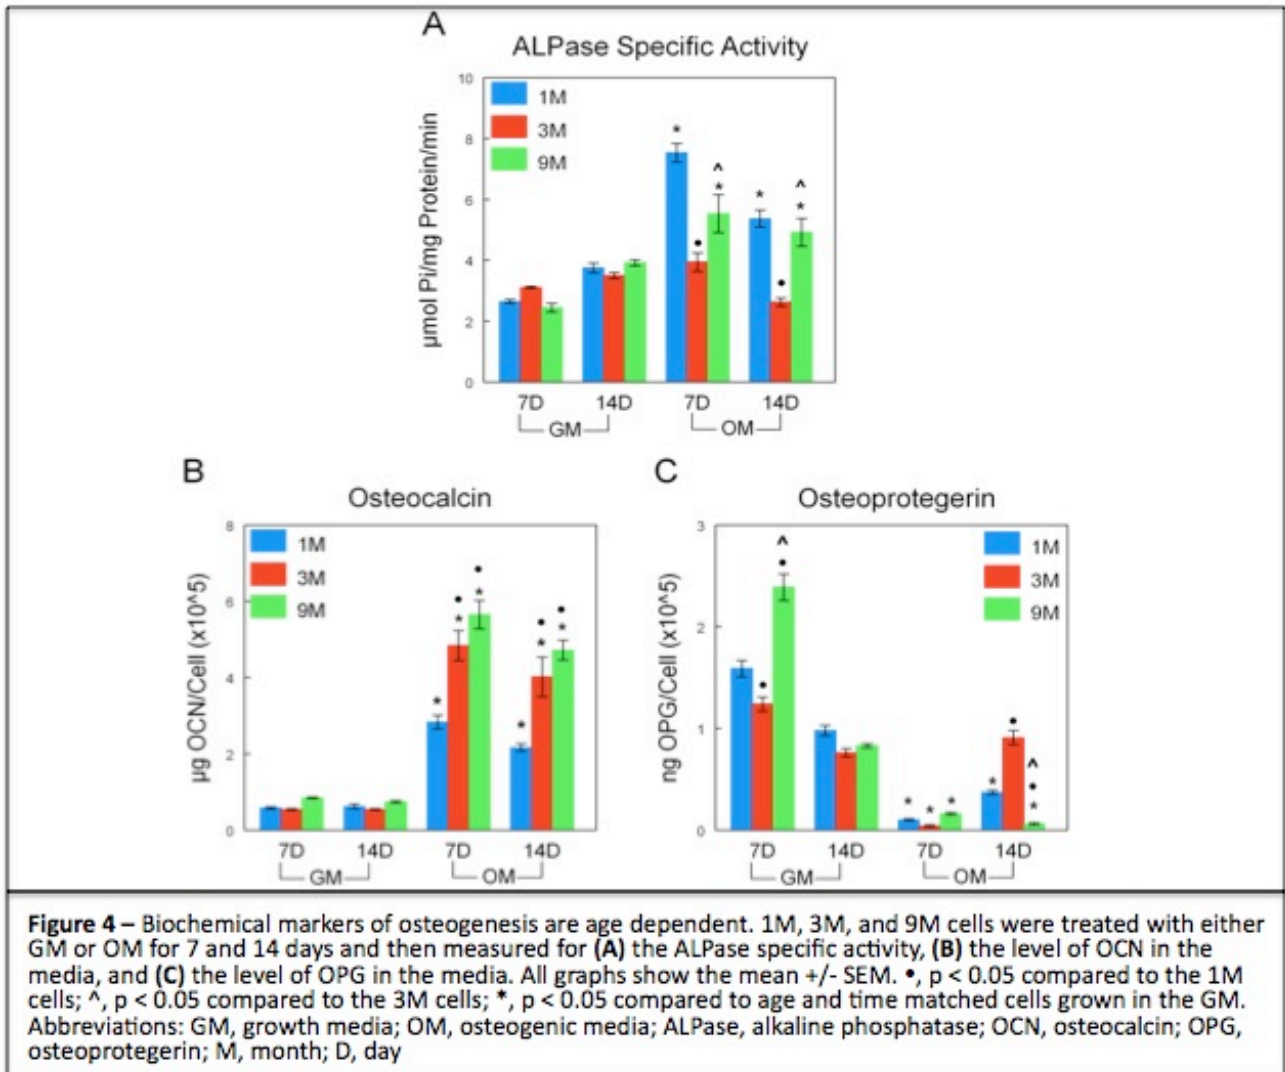 A
ALPase Specific Activity
10
8
6
4
2
0
µmol Pi/mg Protein/min
1M
3M
9M
*
•
^
*
*
•
^
*
7D
14D
7D
14D
GM
OM
B
Osteocalcin
8
6
4
2
0
µg OCN/Cell (x10^5)
1M
3M
9M
*
•
*
•
*
*
•
*
•
*
7D
14D
7D
14D
GM
OM
C
Osteoprotegerin
3
2
1
0
ng OPG/Cell (x10^5)
1M
3M
9M
•
^
•
*
*
*
*
•
^
•
*
7D
14D
7D
14D
GM
OM
Figure 4 – Biochemical markers of osteogenesis are age dependent. 1M, 3M, and 9M cells were treated with either
GM or OM for 7 and 14 days and then measured for (A) the ALPase specific activity, (B) the level of OCN in the
media, and (C) the level of OPG in the media. All graphs show the mean +/- SEM. •, p < 0.05 compared to the 1M
cells; ^, p < 0.05 compared to the 3M cells; *, p < 0.05 compared to age and time matched cells grown in the GM.
Abbreviations: GM, growth media; OM, osteogenic media; ALPase, alkaline phosphatase; OCN, osteocalcin; OPG,
osteoprotegerin; M, month; D, day